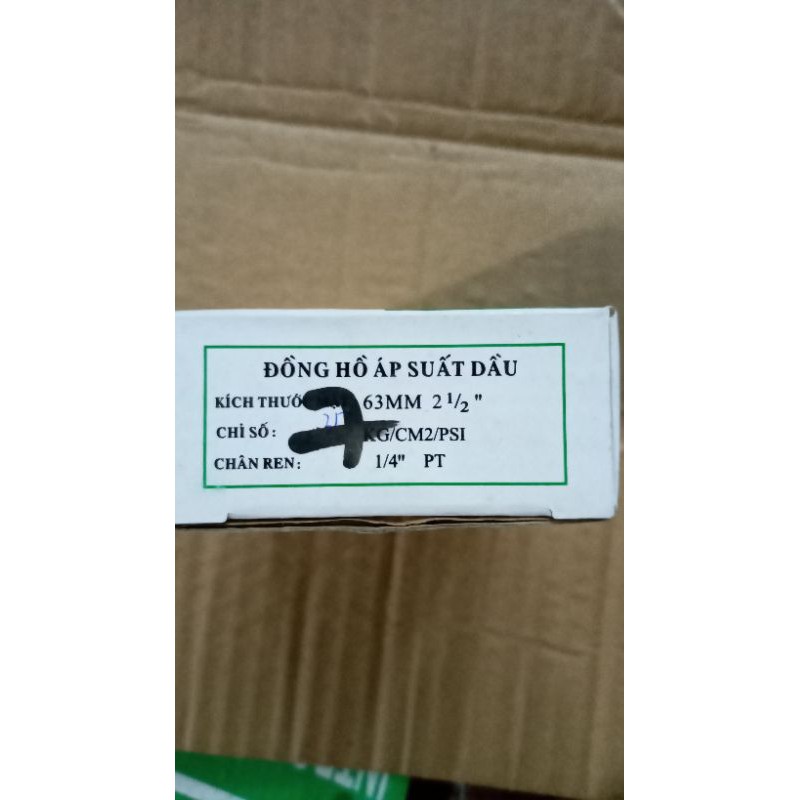 ĐỒNG HỒ ÁP SUẤT DẦU
KÍCH THƯỚ 63MM 2 1/2 "
CHỈ SỐ: 7 KG/CM2/PSI
CHÂN REN: 1/4" PT